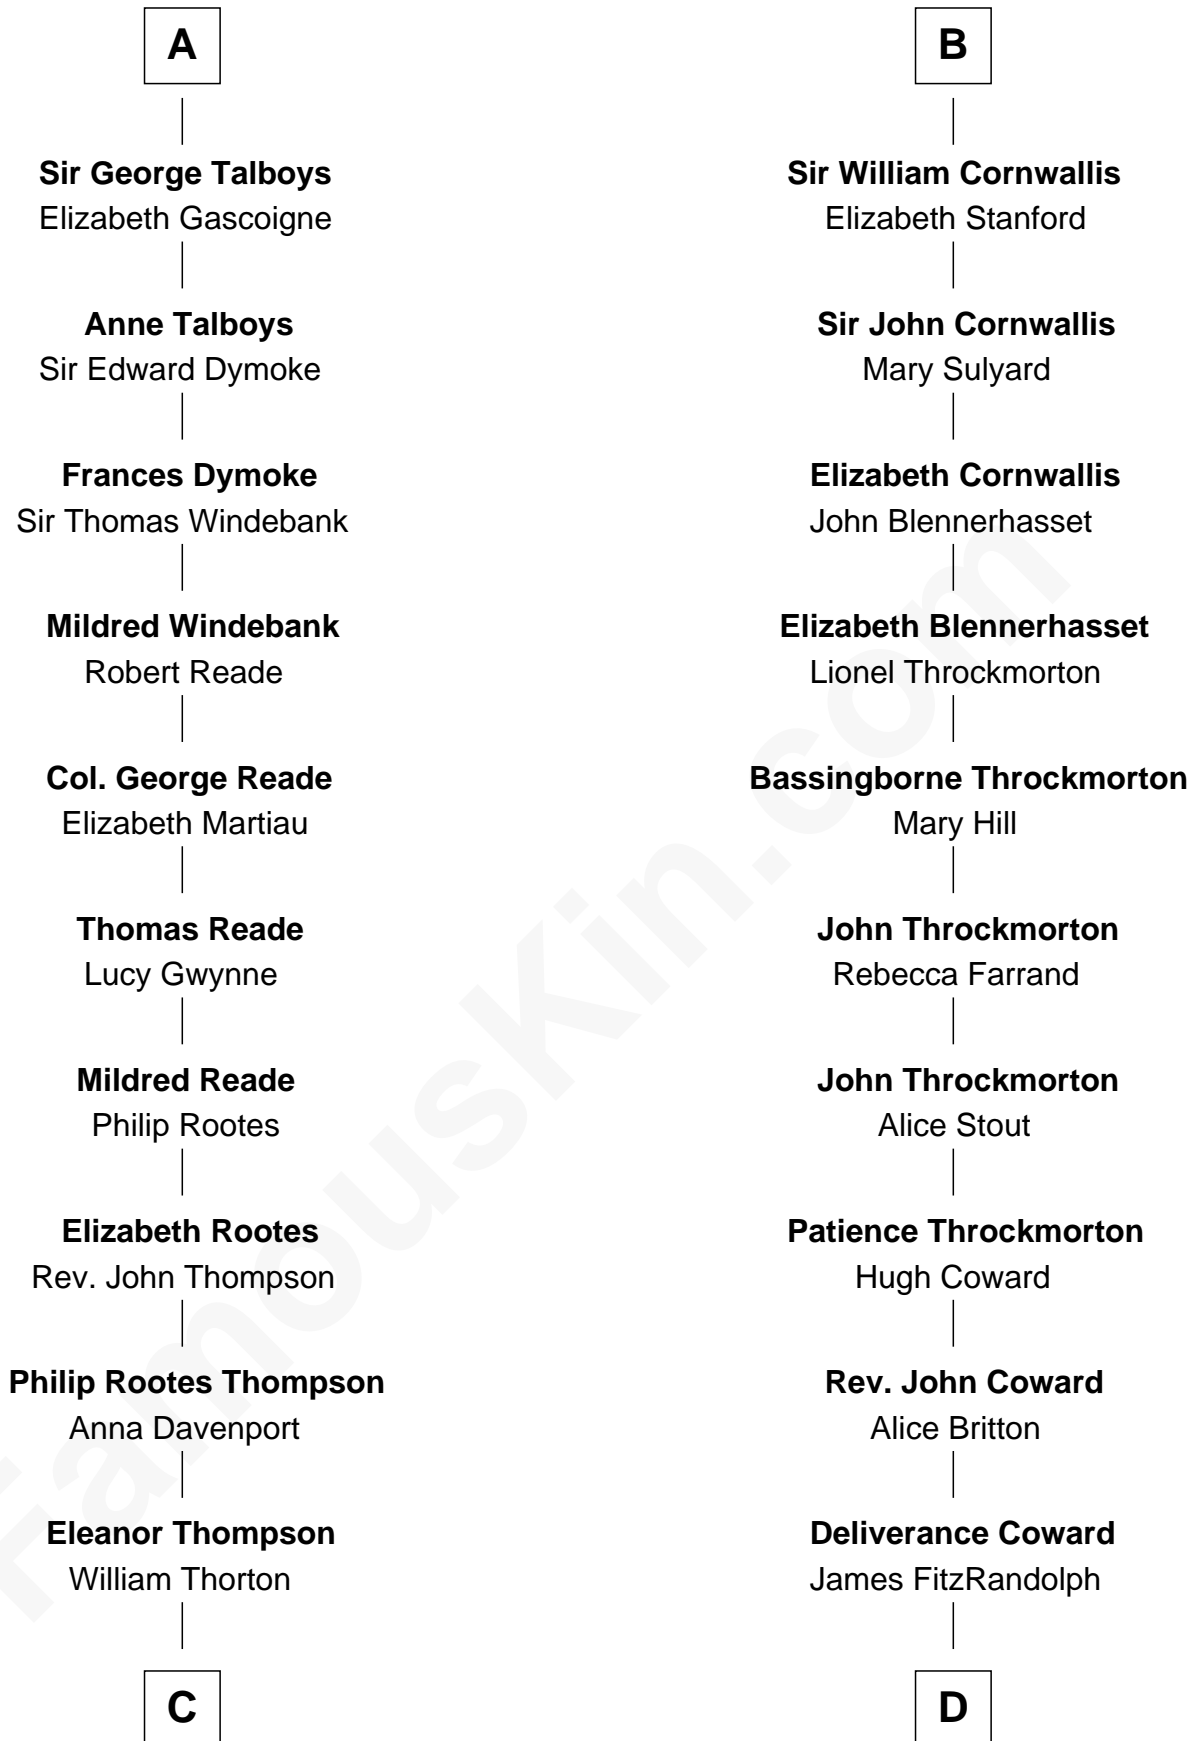 A
Sir George Talboys
Elizabeth Gascoigne
Anne Talboys
Sir Edward Dymoke
Frances Dymoke
Sir Thomas Windebank
Mildred Windebank
Robert Reade
Col. George Reade
Elizabeth Martiau
Thomas Reade
Lucy Gwynne
Mildred Reade
Philip Rootes
Elizabeth Rootes
Rev. John Thompson
Philip Rootes Thompson
Anna Davenport
Eleanor Thompson
William Thorton
C
B
Sir William Cornwallis
Elizabeth Stanford
Sir John Cornwallis
Mary Sulyard
Elizabeth Cornwallis
John Blennerhasset
Elizabeth Blennerhasset
Lionel Throckmorton
Bassingborne Throckmorton
Mary Hill
John Throckmorton
Rebecca Farrand
John Throckmorton
Alice Stout
Patience Throckmorton
Hugh Coward
Rev. John Coward
Alice Britton
Deliverance Coward
James FitzRandolph
D
FamousKin.com